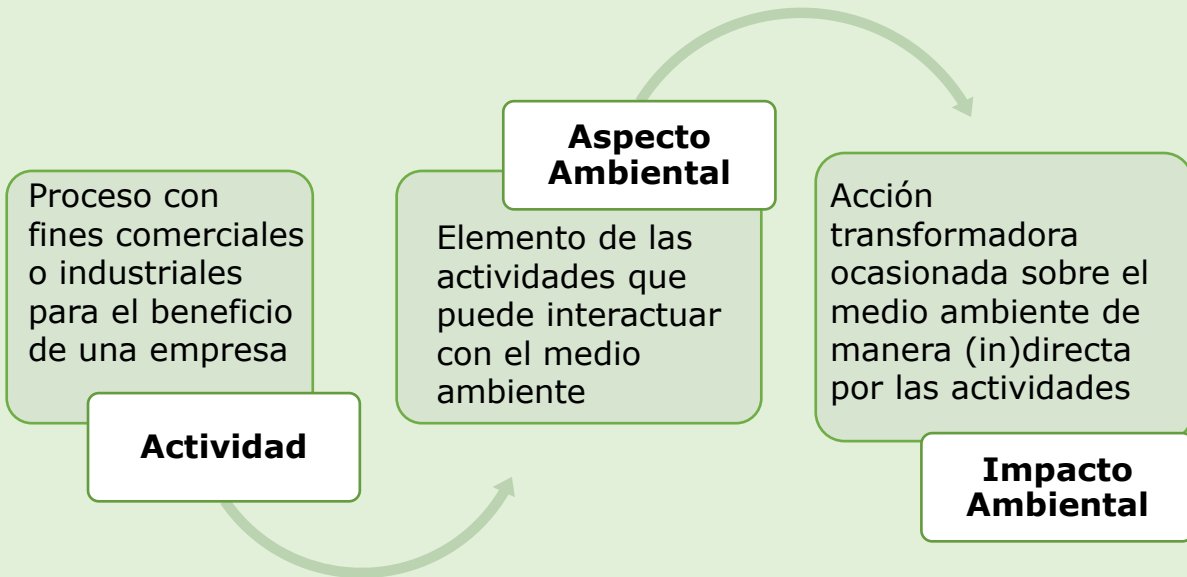 Proceso con
fines comerciales
o industriales
para el beneficio
de una empresa
Actividad
Aspecto
Ambiental
Elemento de las
actividades que
puede interactuar
con el medio
ambiente
Acción
transformadora
ocasionada sobre el
medio ambiente de
manera (in)directa
por las actividades
Impacto
Ambiental